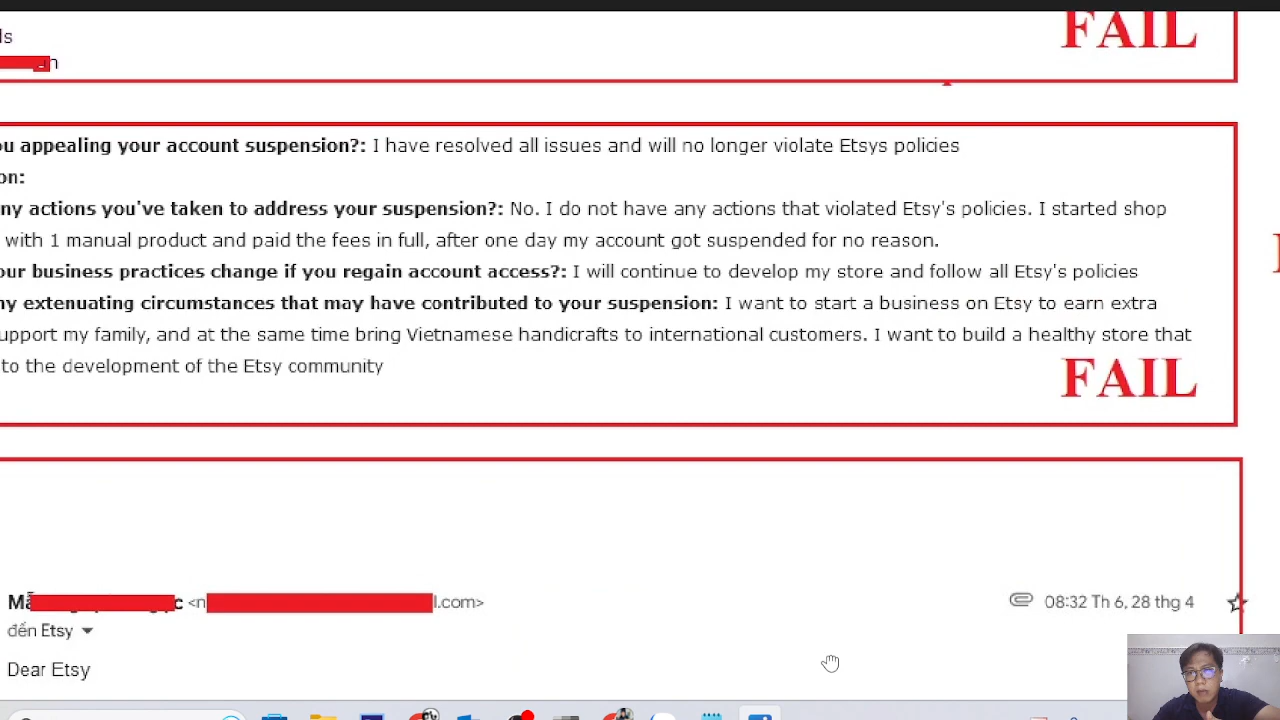 ls
FAIL
ou appealing your account suspension?: I have resolved all issues and will no longer violate Etsys policies
on:
ny actions you've taken to address your suspension?: No. I do not have any actions that violated Etsy's policies. I started shop
with 1 manual product and paid the fees in full, after one day my account got suspended for no reason.
our business practices change if you regain account access?: I will continue to develop my store and follow all Etsy's policies
ny extenuating circumstances that may have contributed to your suspension: I want to start a business on Etsy to earn extra
upport my family, and at the same time bring Vietnamese handicrafts to international customers. I want to build a healthy store that
to the development of the Etsy community
FAIL
l.com>
08:32 Th 6, 28 thg 4
đến Etsy
Dear Etsy